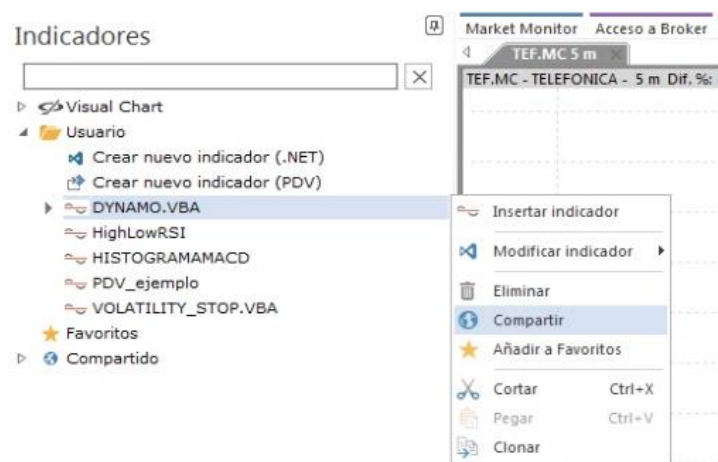 Indicadores
Market Monitor Acceso a Broker
TEF.MC 5 m
TEF.MC - TELEFONICA - 5 m Dif. %:
Visual Chart
Usuario
Crear nuevo indicador (.NET)
Crear nuevo indicador (PDV)
DYNAMO.VBA
HighLowRSI
HISTOGRAMAMACD
PDV_ejemplo
VOLATILITY_STOP.VBA
Favoritos
Compartido
Insertar indicador
Modificar indicador
Eliminar
Compartir
Añadir a Favoritos
Cortar Ctrl+X
Pegar Ctrl+V
Clonar